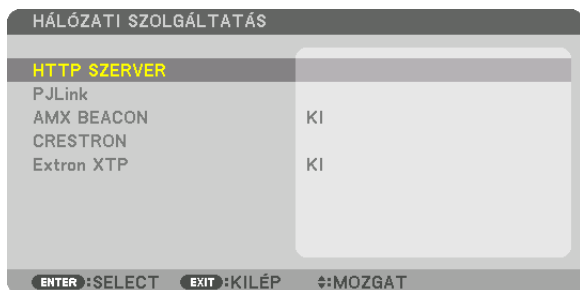 HÁLÓZATI SZOLGÁLTATÁS
HTTP SZERVER
PJLink
AMX BEACON KI
CRESTRON
Extron XTP KI
ENTER :SELECT EXIT :KILÉP ⬍:MOZGAT